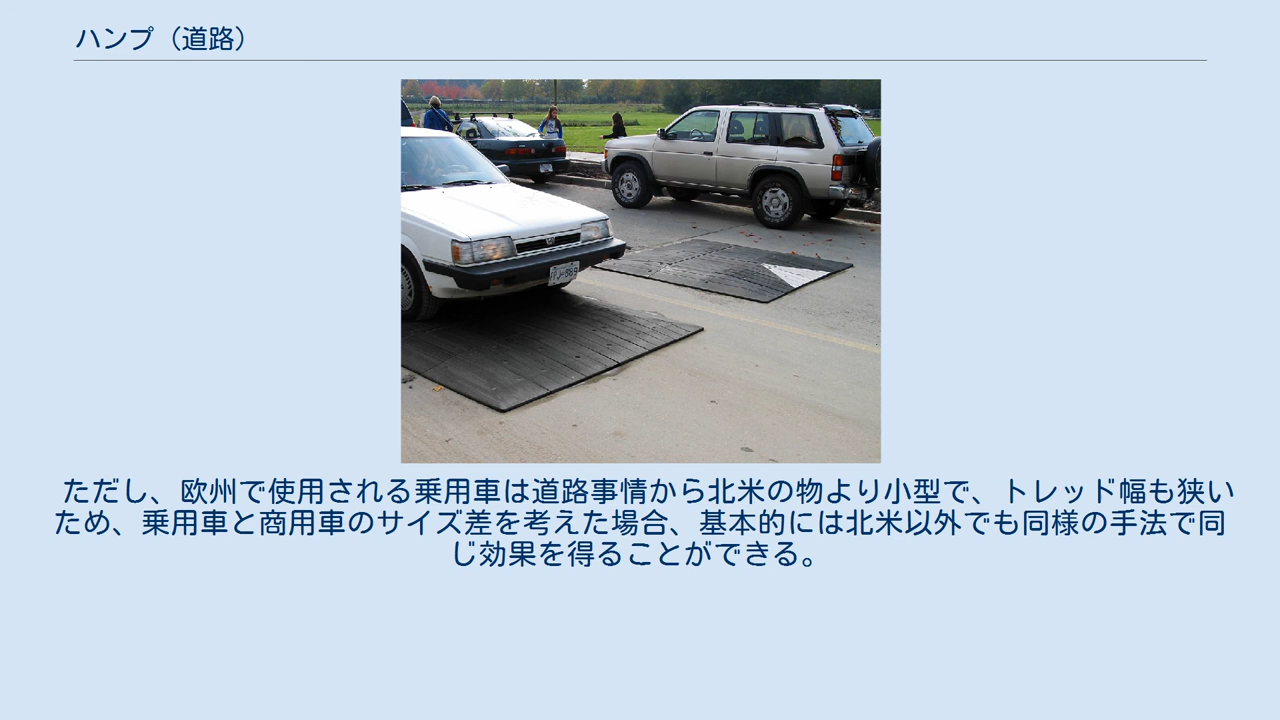 ハンプ（道路）
ただし、欧州で使用される乗用車は道路事情から北米の物より小型で、トレッド幅も狭い
ため、乗用車と商用車のサイズ差を考えた場合、基本的には北米以外でも同様の手法で同
じ効果を得ることができる。